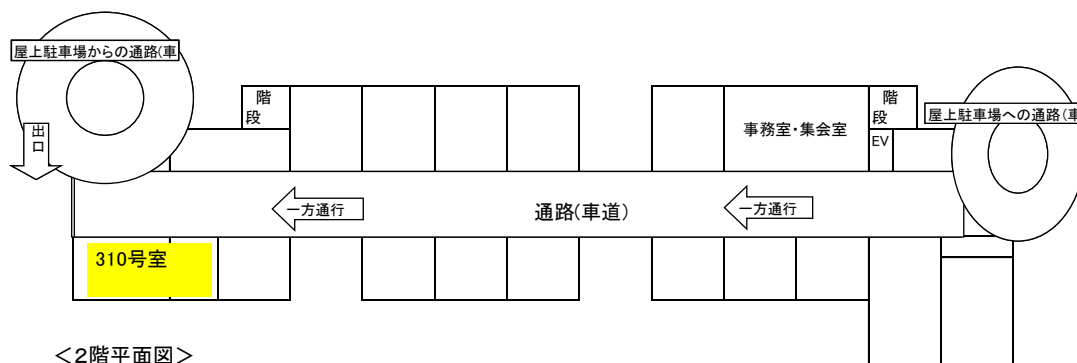 屋上駐車場からの通路(車
階
段
出
口
事務室・集会室
階
段
屋上駐車場への通路(車
EV
一方通行
通路(車道)
一方通行
310号室
<2階平面図>